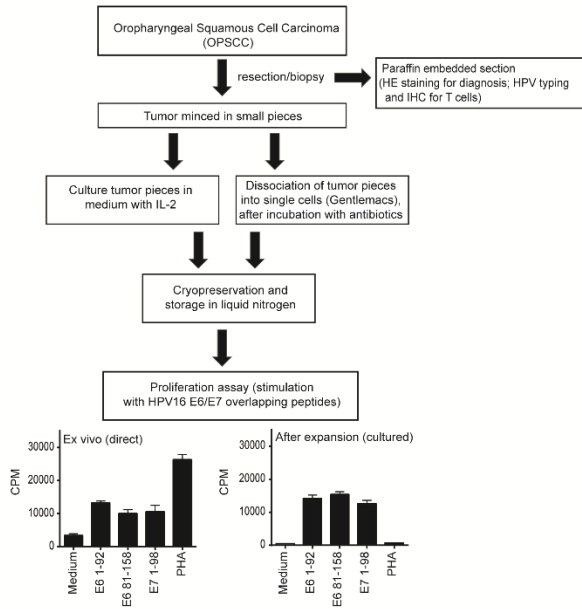 Oropharyngeal Squamous Cell Carcinoma
(OPSCC)
resection/biopsy
Paraffin embedded section
(HE staining for diagnosis; HPV typing
and IHC for T cells)
Tumor minced in small pieces
Culture tumor pieces in
medium with IL-2
Dissociation of tumor pieces
into single cells (Gentlemacs),
after incubation with antibiotics
Cryopreservation and
storage in liquid nitrogen
Proliferation assay (stimulation
with HPV16 E6/E7 overlapping peptides)
Ex vivo (direct)
CPM
30000
20000
10000
0
Medium
E6 1-92
E6 81-158
E7 1-98
PHA
After expansion (cultured)
CPM
30000
20000
10000
0
Medium
E6 1-92
E6 81-158
E7 1-98
PHA